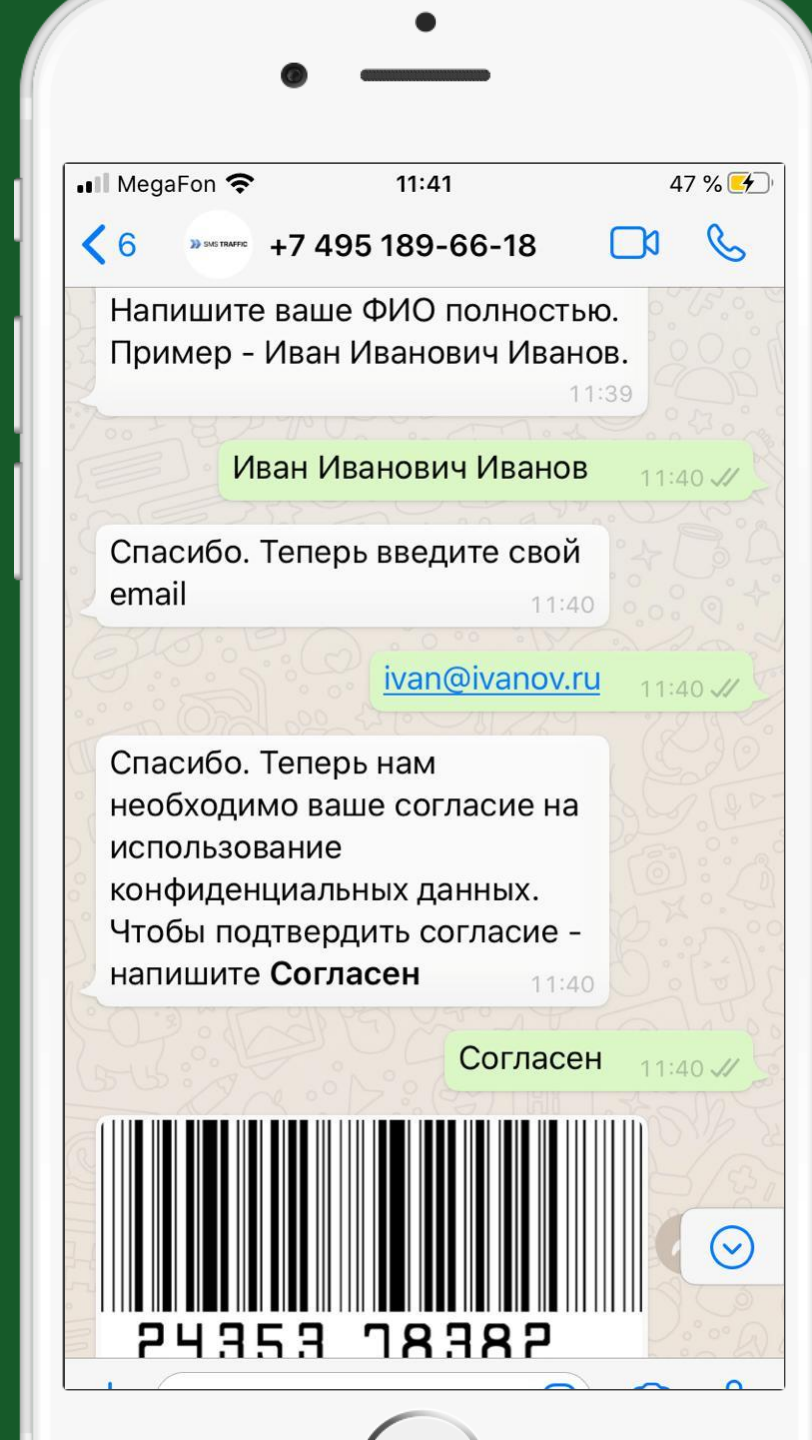 MegaFon
11:41
47 %
6
SMS TRAFFIC
+7 495 189-66-18
Напишите ваше ФИО полностью.
Пример - Иван Иванович Иванов.
11:39
Иван Иванович Иванов
11:40
Спасибо. Теперь введите свой
email
11:40
ivan@ivanov.ru
11:40
Спасибо. Теперь нам
необходимо ваше согласие на
использование
конфиденциальных данных.
Чтобы подтвердить согласие -
напишите Согласен
11:40
Согласен
11:40
24353 78382